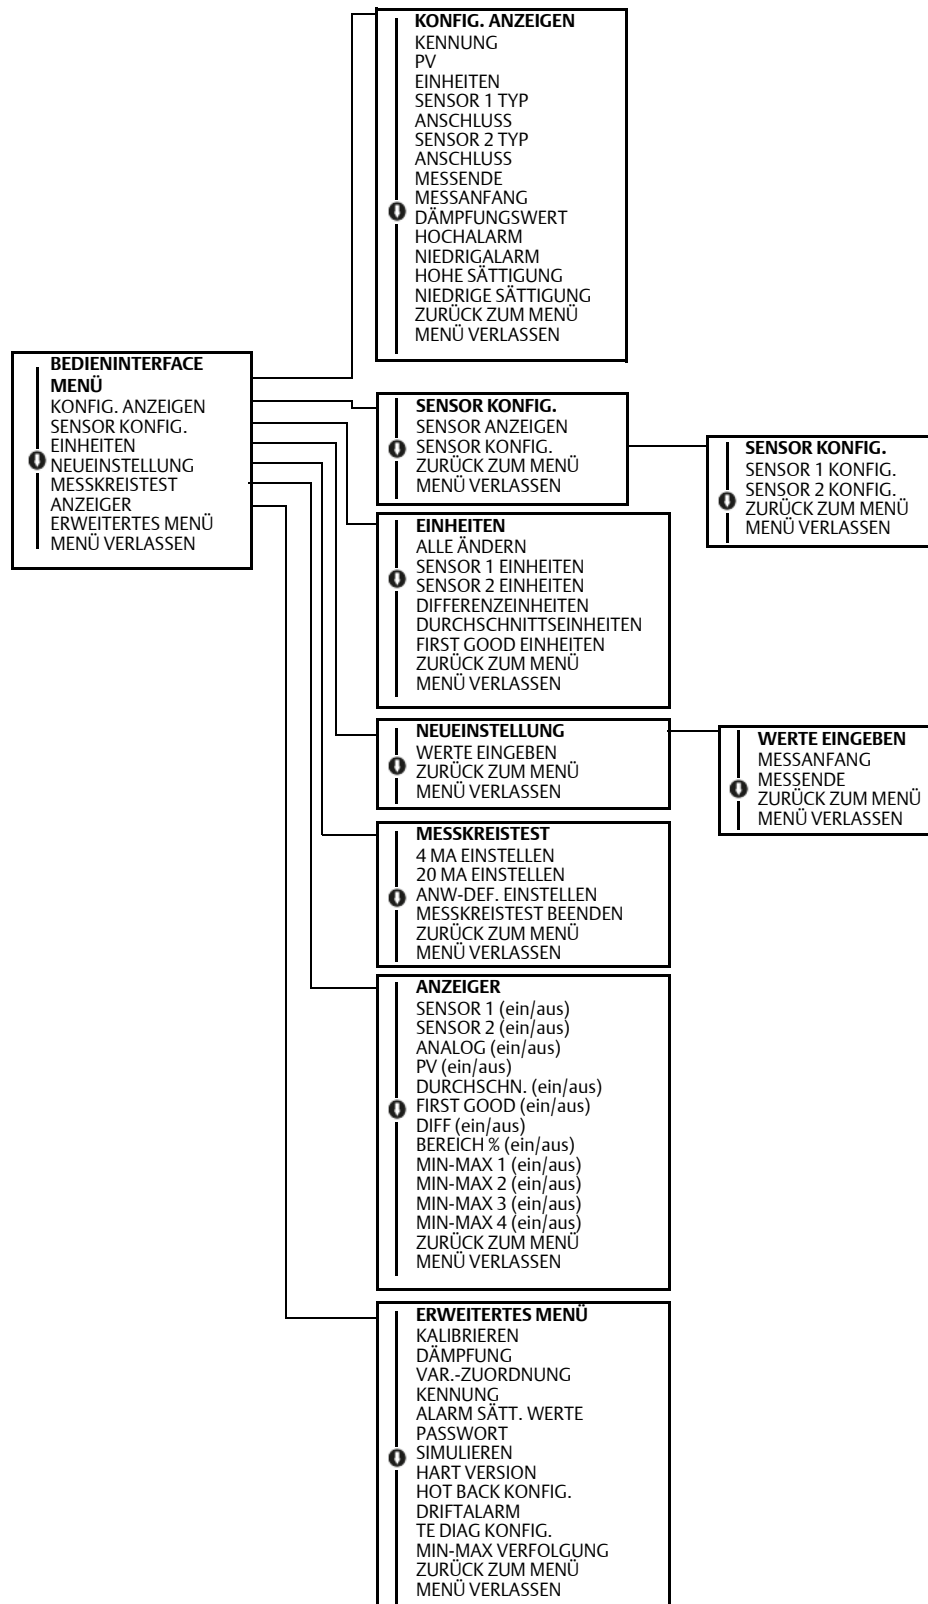 KONFIG. ANZEIGEN
KENNUNG
PV
EINHEITEN
SENSOR 1 TYP
ANSCHLUSS
SENSOR 2 TYP
ANSCHLUSS
MESSENDE
MESSANFANG
DÄMPFUNGSWERT
HOCHALARM
NIEDRIGALARM
HOHE SÄTTIGUNG
NIEDRIGE SÄTTIGUNG
ZURÜCK ZUM MENÜ
MENÜ VERLASSEN
BEDIENINTERFACE
MENÜ
KONFIG. ANZEIGEN
SENSOR KONFIG.
EINHEITEN
NEUEINSTELLUNG
MESSKREISTEST
ANZEIGER
ERWEITERTES MENÜ
MENÜ VERLASSEN
SENSOR KONFIG.
SENSOR ANZEIGEN
SENSOR KONFIG.
ZURÜCK ZUM MENÜ
MENÜ VERLASSEN
SENSOR KONFIG.
SENSOR 1 KONFIG.
SENSOR 2 KONFIG.
ZURÜCK ZUM MENÜ
MENÜ VERLASSEN
EINHEITEN
ALLE ÄNDERN
SENSOR 1 EINHEITEN
SENSOR 2 EINHEITEN
DIFFERENZEINHEITEN
DURCHSCHNITTSEINHEITEN
FIRST GOOD EINHEITEN
ZURÜCK ZUM MENÜ
MENÜ VERLASSEN
NEUEINSTELLUNG
WERTE EINGEBEN
ZURÜCK ZUM MENÜ
MENÜ VERLASSEN
WERTE EINGEBEN
MESSANFANG
MESSENDE
ZURÜCK ZUM MENÜ
MENÜ VERLASSEN
MESSKREISTEST
4 MA EINSTELLEN
20 MA EINSTELLEN
ANW-DEF. EINSTELLEN
MESSKREISTEST BEENDEN
ZURÜCK ZUM MENÜ
MENÜ VERLASSEN
ANZEIGER
SENSOR 1 (ein/aus)
SENSOR 2 (ein/aus)
ANALOG (ein/aus)
PV (ein/aus)
DURCHSCHN. (ein/aus)
FIRST GOOD (ein/aus)
DIFF (ein/aus)
BEREICH % (ein/aus)
MIN-MAX 1 (ein/aus)
MIN-MAX 2 (ein/aus)
MIN-MAX 3 (ein/aus)
MIN-MAX 4 (ein/aus)
ZURÜCK ZUM MENÜ
MENÜ VERLASSEN
ERWEITERTES MENÜ
KALIBRIEREN
DÄMPFUNG
VAR.-ZUORDNUNG
KENNUNG
ALARM SÄTT. WERTE
PASSWORT
SIMULIEREN
HART VERSION
HOT BACK KONFIG.
DRIFTALARM
TE DIAG KONFIG.
MIN-MAX VERFOLGUNG
ZURÜCK ZUM MENÜ
MENÜ VERLASSEN